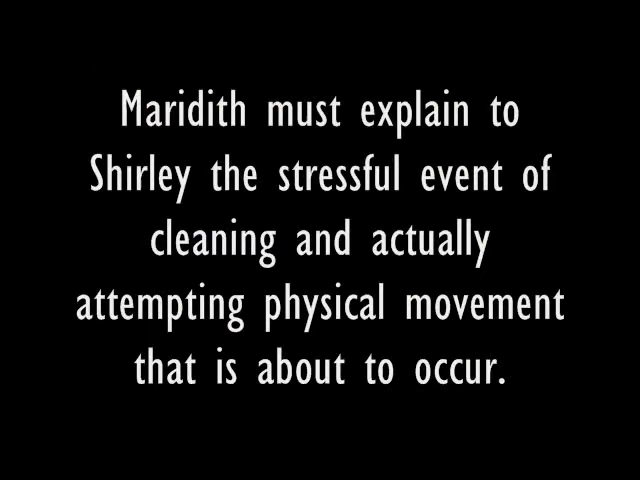 Maridith must explain to
Shirley the stressful event of
cleaning and actually
attempting physical movement
that is about to occur.